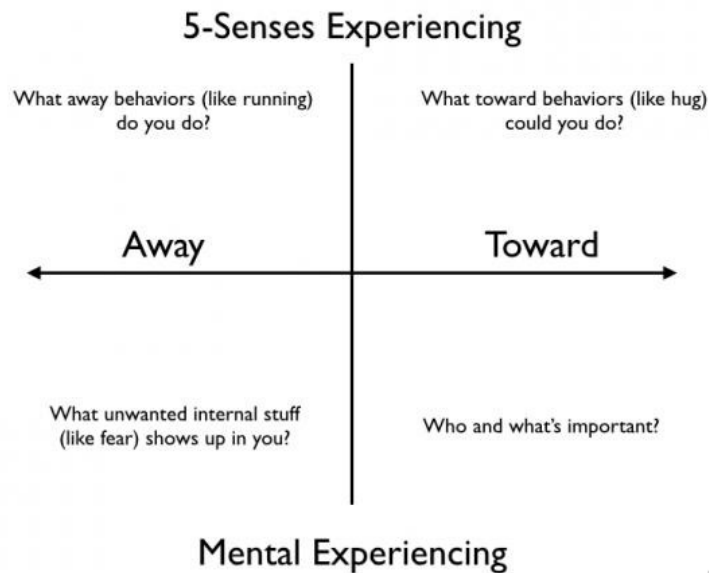 5-Senses Experiencing
What away behaviors (like running)
do you do?
What toward behaviors (like hug)
could you do?
Away
Toward
What unwanted internal stuff
(like fear) shows up in you?
Who and what's important?
Mental Experiencing